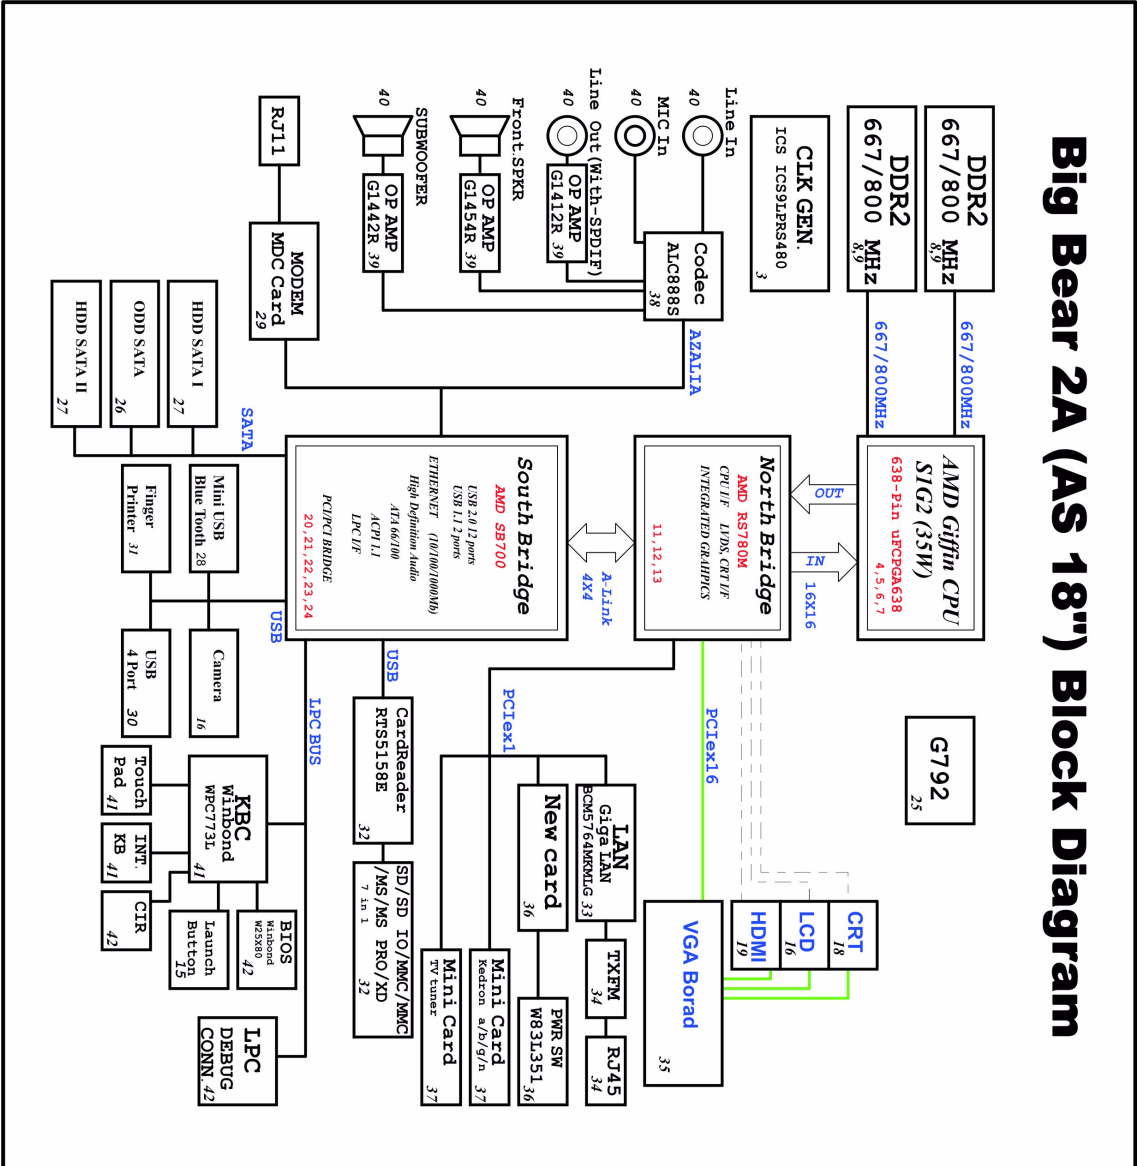 Big Bear 2A (AS 18") Block Diagram
DDR2
667/800 MHz
8,9
DDR2
667/800 MHz
8,9
667/800MHz
667/800MHz
AMD Giffin CPU
S1G2 (35W)
638-Pin uFCPGA638
4,5,6,7
G792
25
CLK GEN.
ICS ICS9LPRS480
3
OUT
IN
16X16
North Bridge
AMD RS780M
CPU I/F LVDS, CRT I/F
INTEGRATED GRAHPICS
11,12,13
CRT
18
LCD
16
HDMI
19
PCIex16
VGA Borad
35
Line In
40
MIC In
40
Line Out(With-SPDIF)
40
Front.SPKR
40
SUBWOOFER
40
Codec
ALC888S
38
OP AMP
G1412R
39
OP AMP
G1454R
39
OP AMP
G1442R
39
AZALIA
A-Link
4X4
RJ11
MODEM
MDC Card
29
South Bridge
AMD SB700
USB 2.0 12 ports
USB 1.1 2 ports
ETHERNET (10/100/1000Mb)
High Definition Audio
ATA 66/100
ACPI 1.1
LPC I/F
PCI/PCI BRIDGE
20,21,22,23,24
PCIex1
LAN
Giga LAN
BCM5764MKMLG 33
TXFM
34
RJ45
34
New card
36
PWR SW
W83L351
36
Mini Card
Kedron a/b/g/n
37
Mini Card
TV tuner
37
USB
CardReader
RTS5158E
32
SD/SD IO/MMC/MMC
/MS/MS PRO/XD
7 in 1
32
SATA
HDD SATA I
27
ODD SATA
26
HDD SATA II
27
USB
Mini USB
Blue Tooth 28
Finger
Printer 31
Camera
16
USB
4 Port
30
LPC BUS
KBC
Winbond
WPC773L
41
BIOS
Winbond
W25X80
42
Launch
Button
15
Touch
Pad
41
INT.
KB
41
CIR
42
LPC
DEBUG
CONN.
42